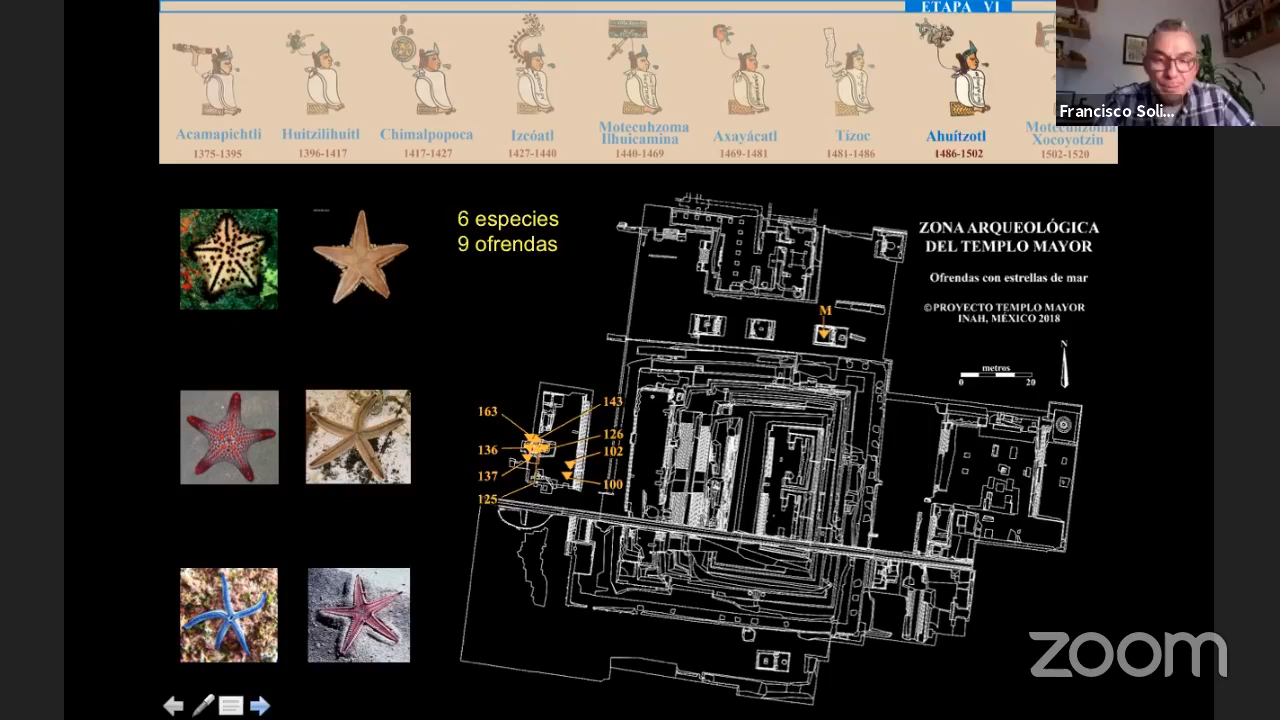 ETAPA VI
Francisco Soli...
Acamapichtli
1375-1395
Huitzilihuitl
1396-1417
Chimalpopoca
1417-1427
Izcóatl
1427-1440
Motecuhzoma
Ilhuicamina
1440-1469
Axayácatl
1469-1481
Tízoc
1481-1486
Ahuítzotl
1486-1502
Motecuhzoma
Xocoyotzin
1502-1520
6 especies
9 ofrendas
ZONA ARQUEOLÓGICA
DEL TEMPLO MAYOR
Ofrendas con estrellas de mar
©PROYECTO TEMPLO MAYOR
INAH, MÉXICO 2018
N
metros
0 20
M
163
143
126
136
102
137
100
125
zoom